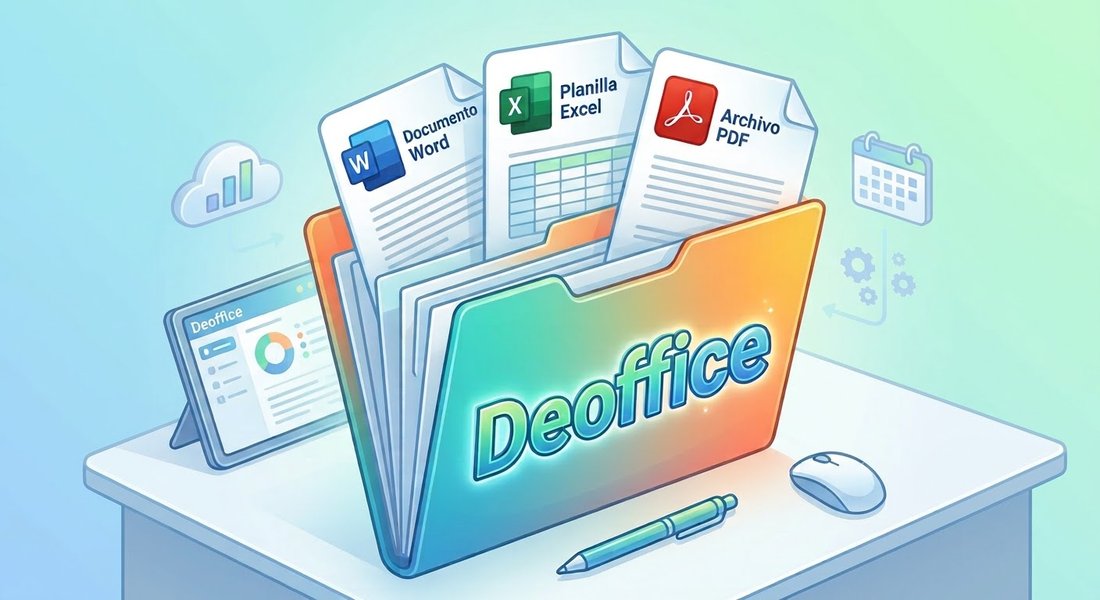 W
Documento
Word
X
Planilla
Excel
Archivo
PDF
Deoffice
Deoffice